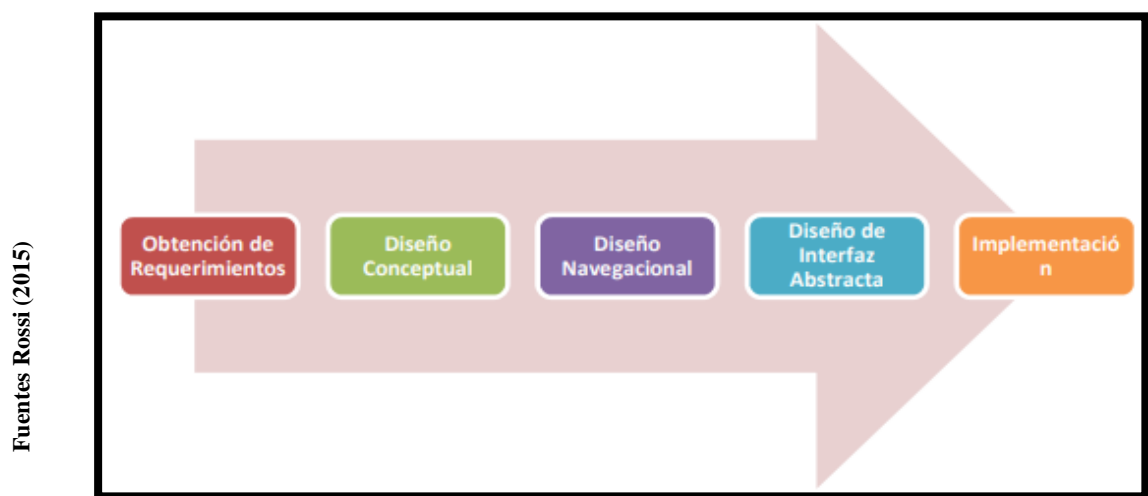 Fuentes Rossi (2015)
Obtención de
Requerimientos
Diseño
Conceptual
Diseño
Navegacional
Diseño de
Interfaz
Abstracta
Implementació
n